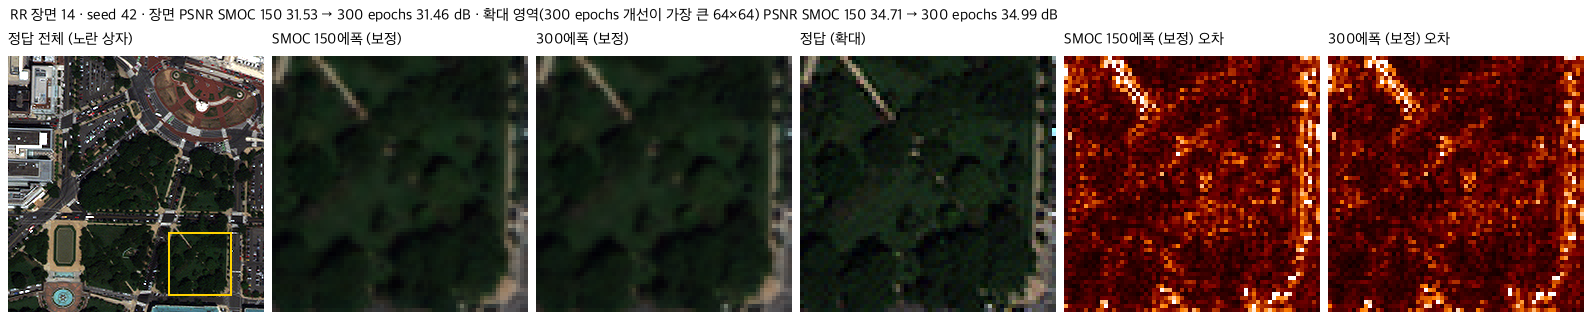 RR 장면 14 · seed 42 · 장면 PSNR SMOC 150 31.53 → 300 epochs 31.46 dB · 확대 영역(300 epochs 개선이 가장 큰 64×64) PSNR SMOC 150 34.71 → 300 epochs 34.99 dB
정답 전체 (노란 상자)
SMOC 150에폭 (보정)
300에폭 (보정)
정답 (확대)
SMOC 150에폭 (보정) 오차
300에폭 (보정) 오차